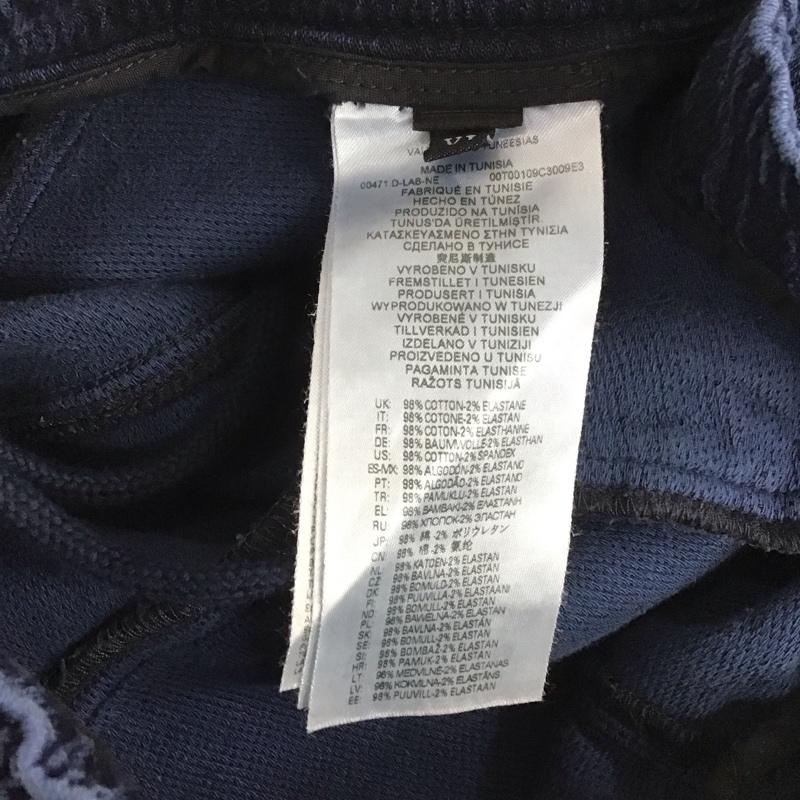 TUNEESIAS
MADE IN TUNISIA
00471 D-LAB-NE 00T00109C3009E3
FABRIQUÉ EN TUNISIE
HECHO EN TÚNEZ
PRODUZIDO NA TUNÍSIA
TUNUS'DA ÜRETİLMİŞTİR.
ΚΑΤΑΣΚΕΥΑΣΜΕΝΟ ΣΤΗΝ ΤΥΝΙΣΙΑ
СДЕЛАНО В ТУНИСЕ
突尼斯制造
VYROBENO V TUNISKU
FREMSTILLET I TUNESIEN
PRODUSERT I TUNISIA
WYPRODUKOWANO W TUNEZJI
VYROBENÉ V TUNISKU
TILLVERKAD I TUNISIEN
IZDELANO V TUNIZIJI
PROIZVEDENO U TUNISU
PAGAMINTA TUNISE
RAŽOTS TUNISIJĀ
UK: 98% COTTON-2% ELASTANE
IT: 98% COTONE-2% ELASTAN
FR: 98% COTON-2% ELASTHANNE
DE: 98% BAUMWOLLE-2% ELASTHAN
US: 98% COTTON-2% SPANDEX
ES-MX: 98% ALGODÓN-2% ELASTANO
PT: 98% ALGODÃO-2% ELASTANO
TR: 98% PAMUKLU-2% ELASTAN
EL: 98% ΒΑΜΒΑΚΙ-2% ΕΛΑΣΤΑΝΗ
RU: 98% ХЛОПОК-2% ЭЛАСТАН
JP: 98% 綿 -2% ポリウレタン
CN: 98% 棉 -2% 氨纶
NL: 98% KATOEN-2% ELASTAN
CZ: 98% BAVLNA-2% ELASTAN
DK: 98% BOMULD-2% ELASTAN
FI: 98% PUUVILLA-2% ELASTAANI
NO: 98% BOMULL-2% ELASTAN
PL: 98% BAWEŁNA-2% ELASTAN
SK: 98% BAVLNA-2% ELASTAN
SE: 98% BOMULL-2% ELASTAN
SI: 98% BOMBAŽ-2% ELASTAN
HR: 98% PAMUK-2% ELASTAN
LT: 98% MEDVILNĖ-2% ELASTANAS
LV: 98% KOKVILNA-2% ELASTĀNS
EE: 98% PUUVILL-2% ELASTAAN